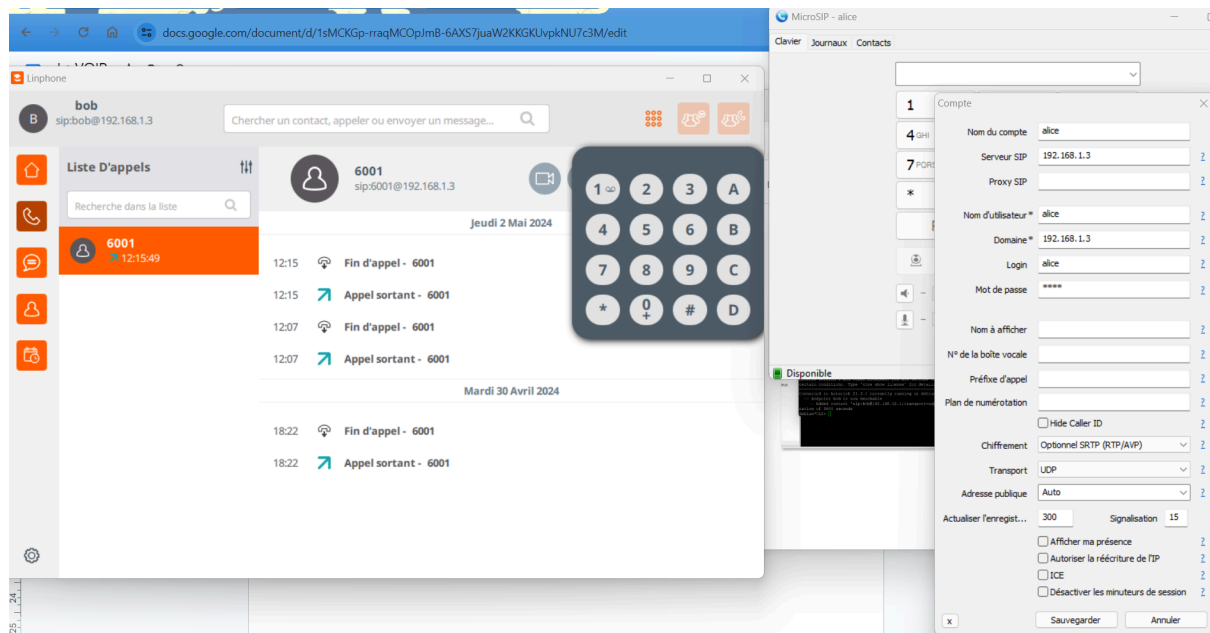 docs.google.com/document/d/1sMCKGp-rraqMCOpJmB-6AXS7juaW2KKGKUvpkNU7c3M/edit
Linphone
B
bob
sip:bob@192.168.1.3
Chercher un contact, appeler ou envoyer un message...
Liste D'appels
Recherche dans la liste
6001
12:15:49
6001
sip:6001@192.168.1.3
Jeudi 2 Mai 2024
12:15 Fin d'appel - 6001
12:15 Appel sortant - 6001
12:07 Fin d'appel - 6001
12:07 Appel sortant - 6001
Mardi 30 Avril 2024
18:22 Fin d'appel - 6001
18:22 Appel sortant - 6001
1 2 3 A
4 5 6 B
7 8 9 C
* 0 # D
+
24
25
MicroSIP - alice
Clavier Journaux Contacts
1
4 GHI
7 PQRS
*
Disponible
Compte
Nom du compte alice
Serveur SIP 192.168.1.3 ?
Proxy SIP ?
Nom d'utilisateur* alice ?
Domaine* 192.168.1.3 ?
Login alice ?
Mot de passe **** ?
Nom à afficher ?
N° de la boîte vocale ?
Préfixe d'appel ?
Plan de numérotation ?
Hide Caller ID ?
Chiffrement Optionnel SRTP (RTP/AVP) ?
Transport UDP ?
Adresse publique Auto ?
Actualiser l'enregist... 300 Signalisation 15
Afficher ma présence ?
Autoriser la réécriture de l'IP ?
ICE ?
Désactiver les minuteurs de session ?
x Sauvegarder Annuler